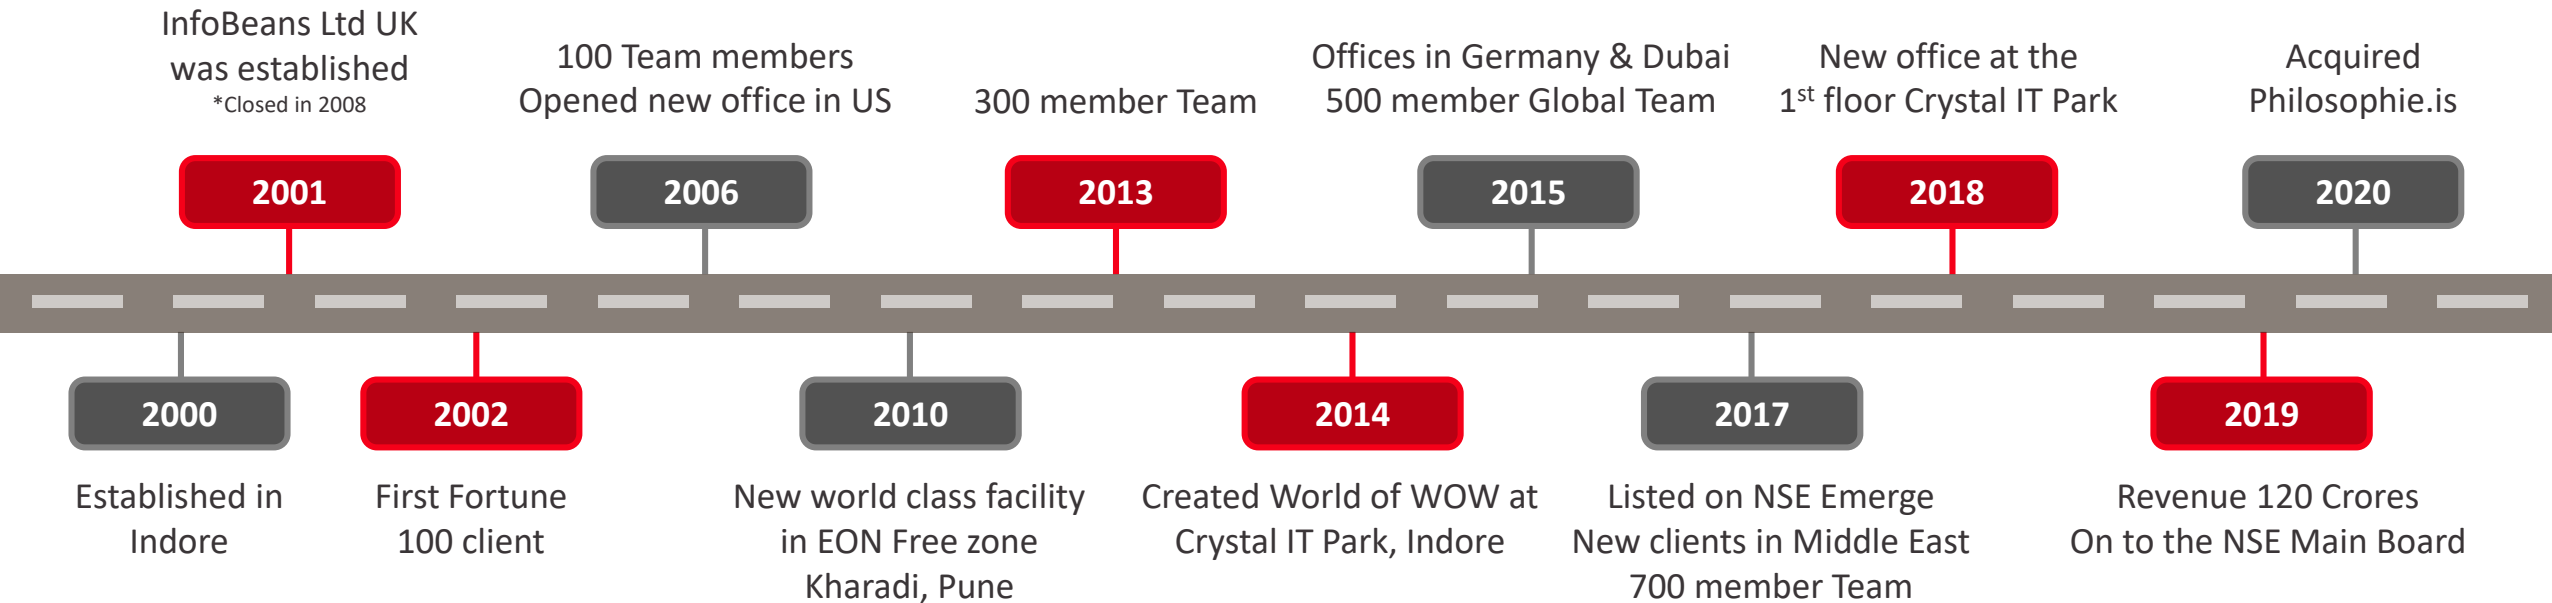 InfoBeans Ltd UK
was established
*Closed in 2008
2001
100 Team members
Opened new office in US
2006
300 member Team
2013
Offices in Germany & Dubai
500 member Global Team
2015
New office at the
1st floor Crystal IT Park
2018
Acquired
Philosophie.is
2020
2000
Established in
Indore
2002
First Fortune
100 client
2010
New world class facility
in EON Free zone
Kharadi, Pune
2014
Created World of WOW at
Crystal IT Park, Indore
2017
Listed on NSE Emerge
New clients in Middle East
700 member Team
2019
Revenue 120 Crores
On to the NSE Main Board